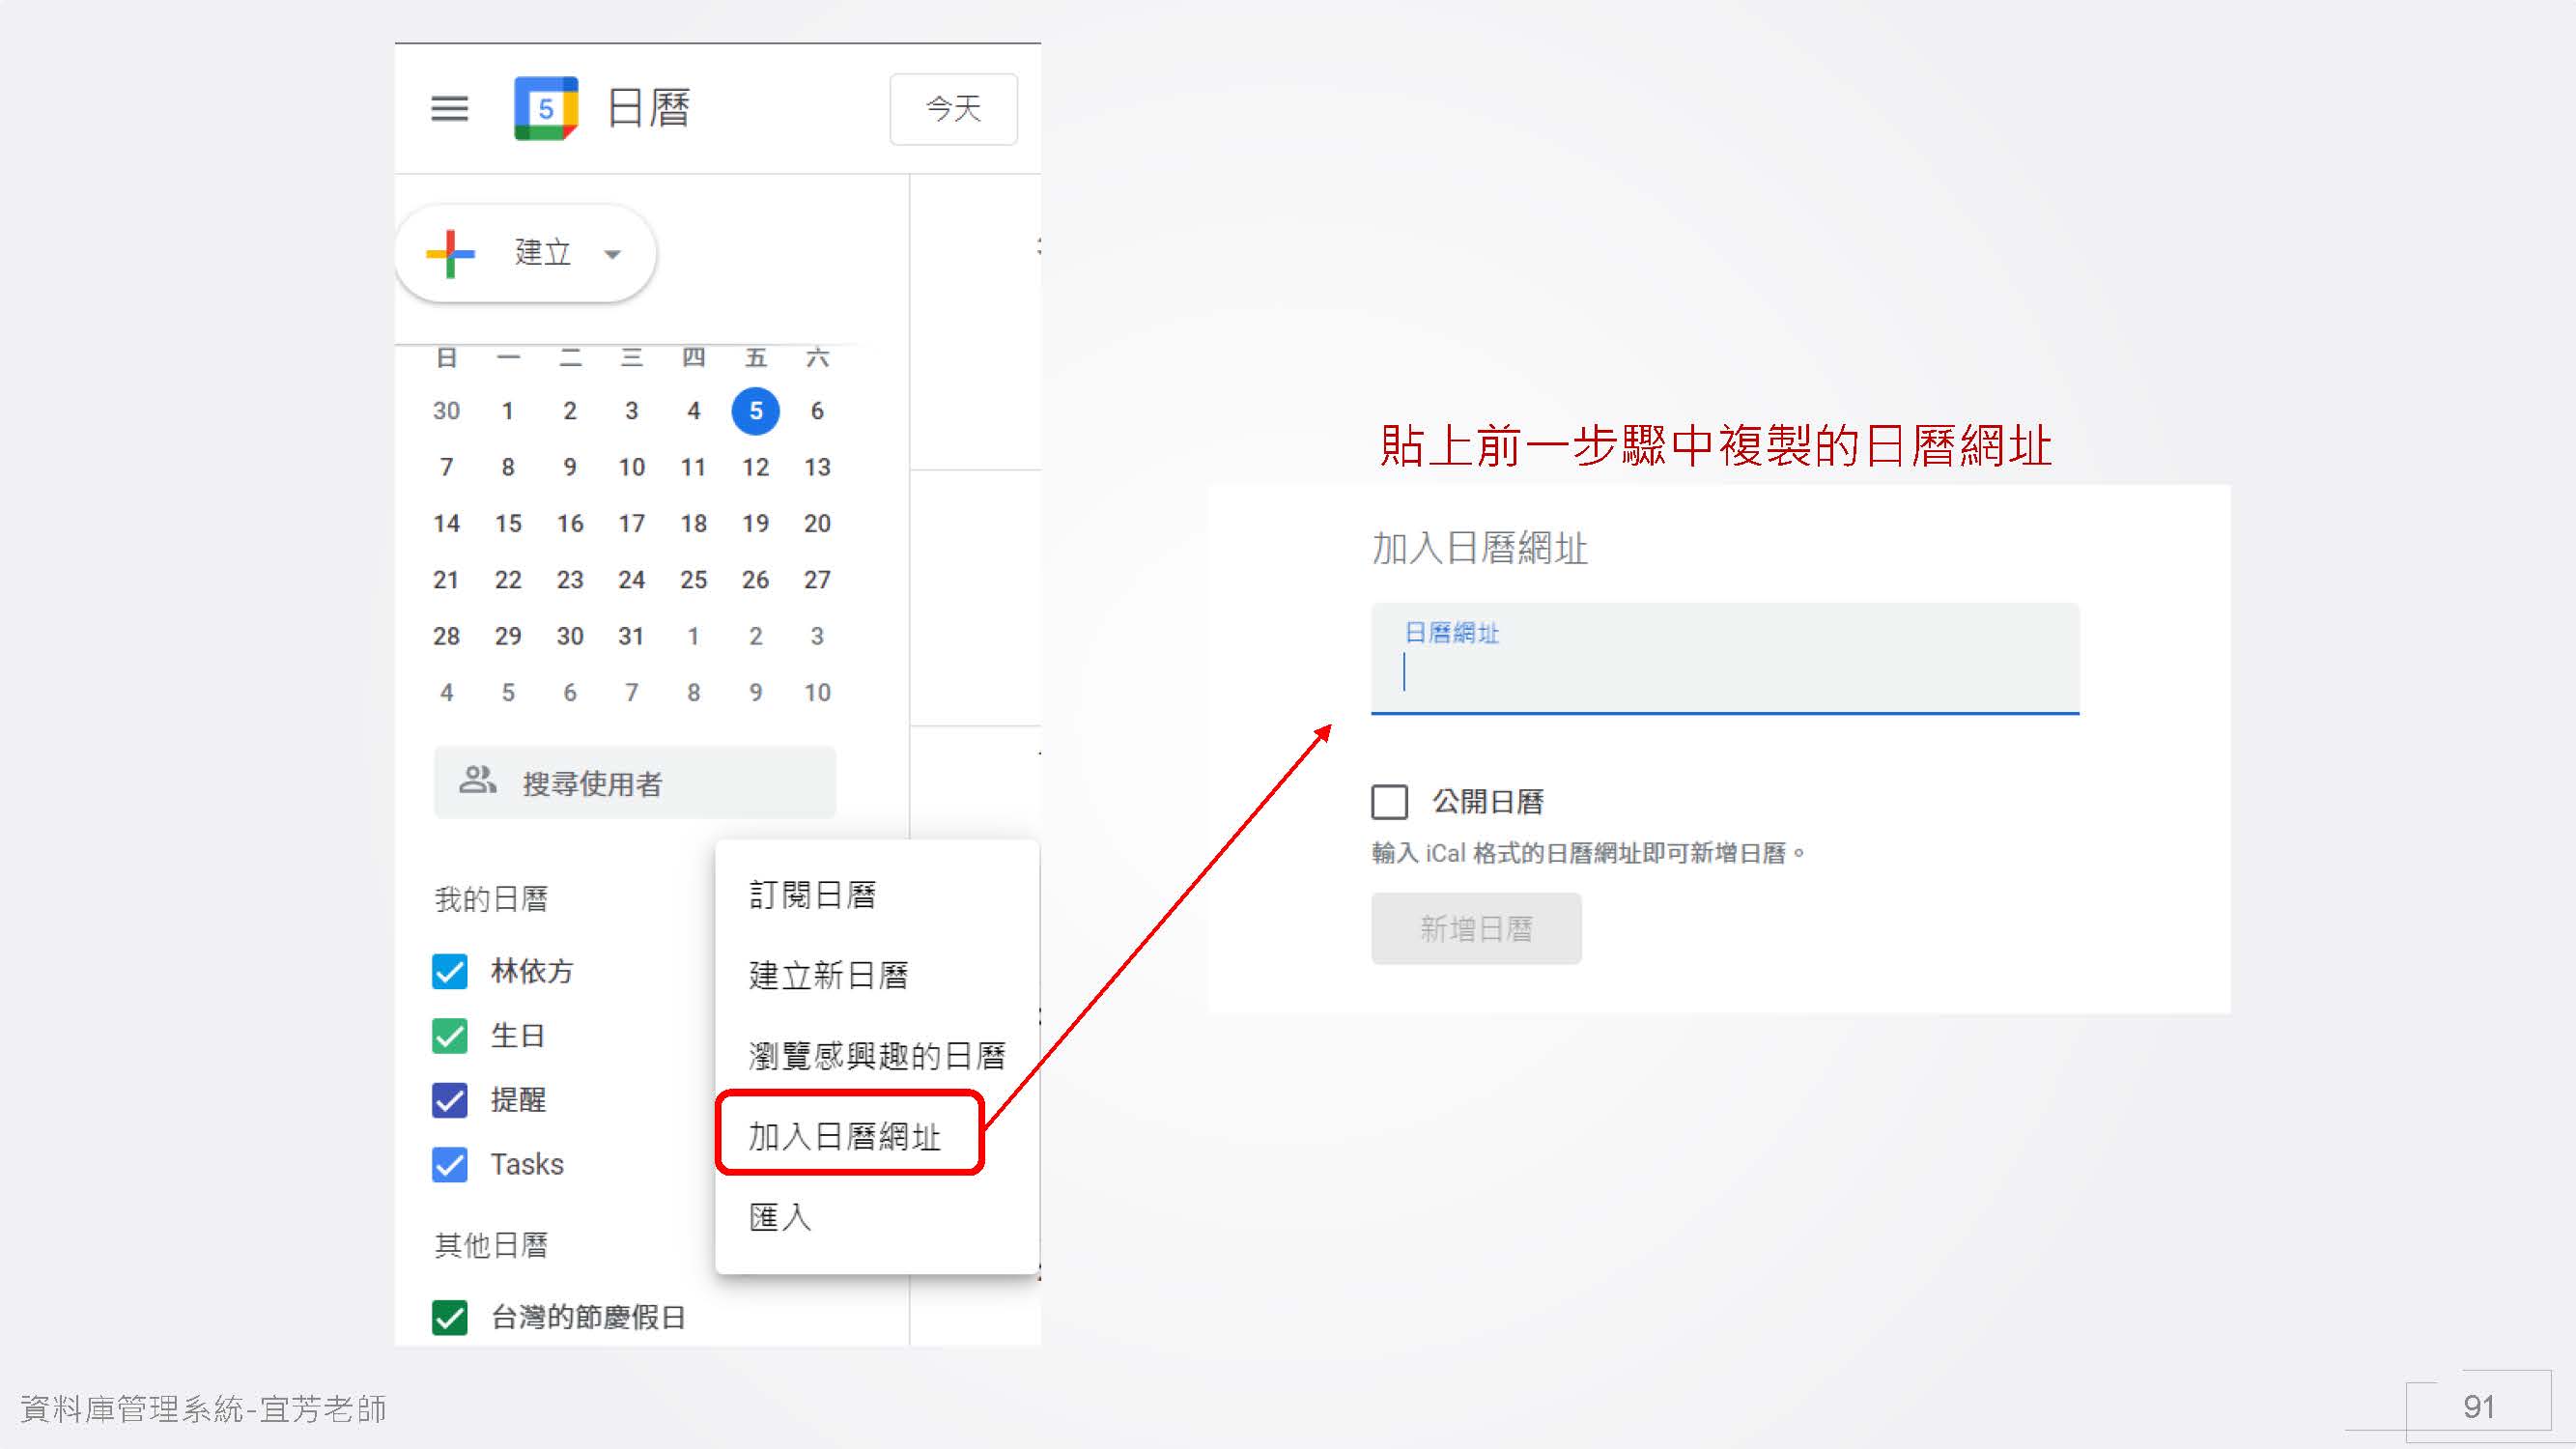 日曆
今天
建立
日 一 二 三 四 五 六
30 1 2 3 4 5 6
7 8 9 10 11 12 13
14 15 16 17 18 19 20
21 22 23 24 25 26 27
28 29 30 31 1 2 3
4 5 6 7 8 9 10
搜尋使用者
我的日曆
林依方
生日
提醒
Tasks
其他日曆
台灣的節慶假日
訂閱日曆
建立新日曆
瀏覽感興趣的日曆
加入日曆網址
匯入
貼上前一步驟中複製的日曆網址
加入日曆網址
日曆網址
公開日曆
輸入 iCal 格式的日曆網址即可新增日曆。
新增日曆
資料庫管理系統-宜芳老師
91